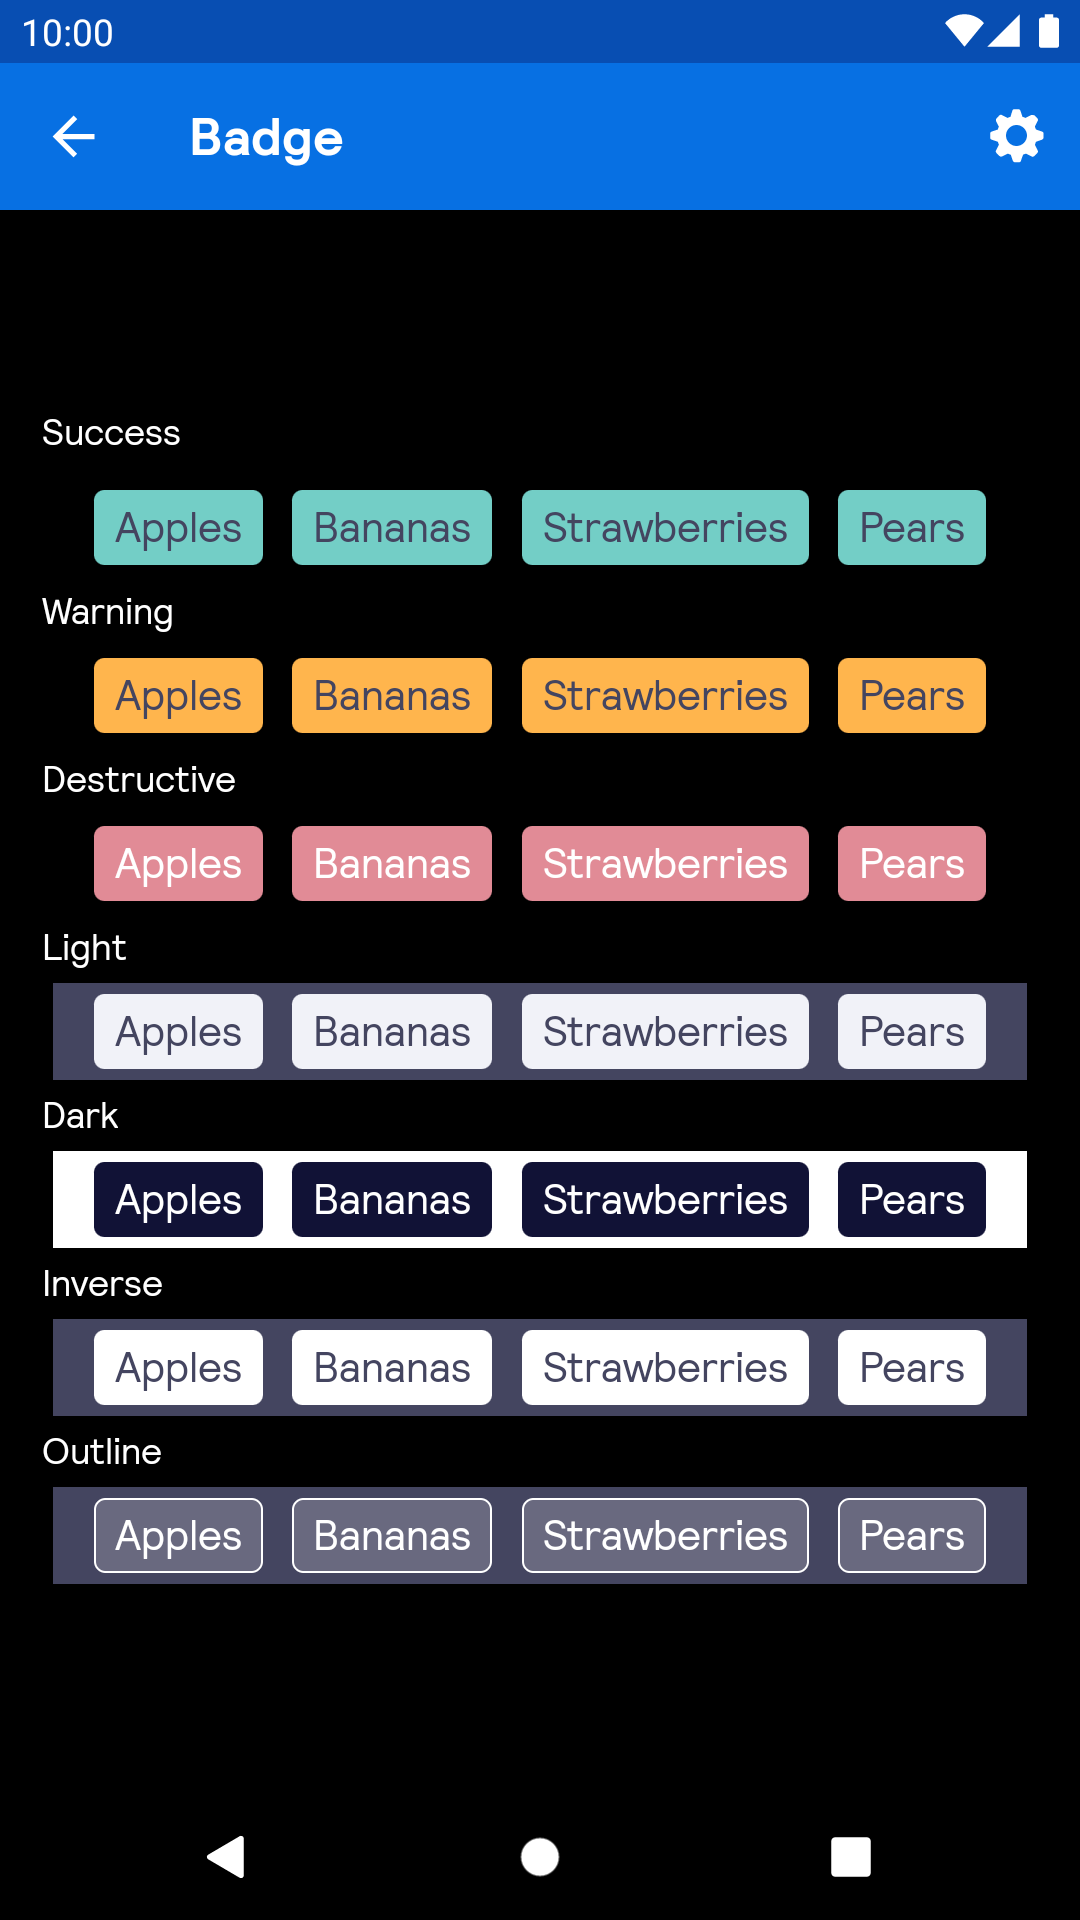 10:00
Badge
Success
Apples Bananas Strawberries Pears
Warning
Apples Bananas Strawberries Pears
Destructive
Apples Bananas Strawberries Pears
Light
Apples Bananas Strawberries Pears
Dark
Apples Bananas Strawberries Pears
Inverse
Apples Bananas Strawberries Pears
Outline
Apples Bananas Strawberries Pears